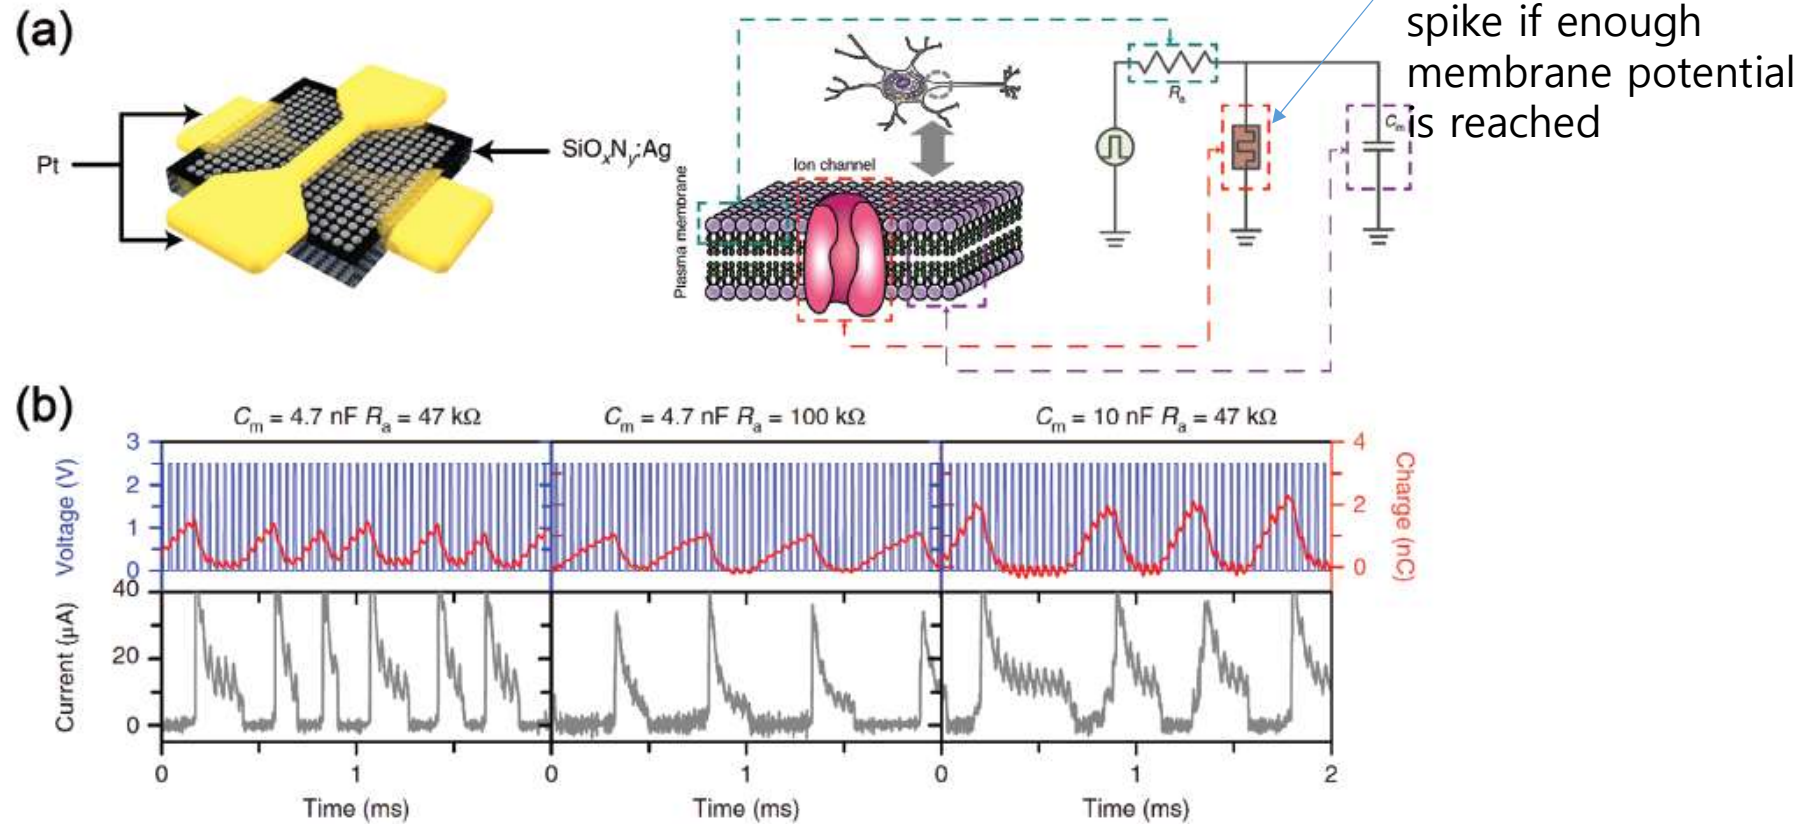 (a)
spike if enough
membrane potential
is reached
Pt
SiOxNy:Ag
Plasma membrane
Ion channel
Ra
Cm
(b)
Cm = 4.7 nF Ra = 47 kΩ
Cm = 4.7 nF Ra = 100 kΩ
Cm = 10 nF Ra = 47 kΩ
Voltage (V)
3
2
1
0
4
2
0
Charge (nC)
Current (μA)
40
20
0
0 1 0 1 0 1 2
Time (ms) Time (ms) Time (ms)